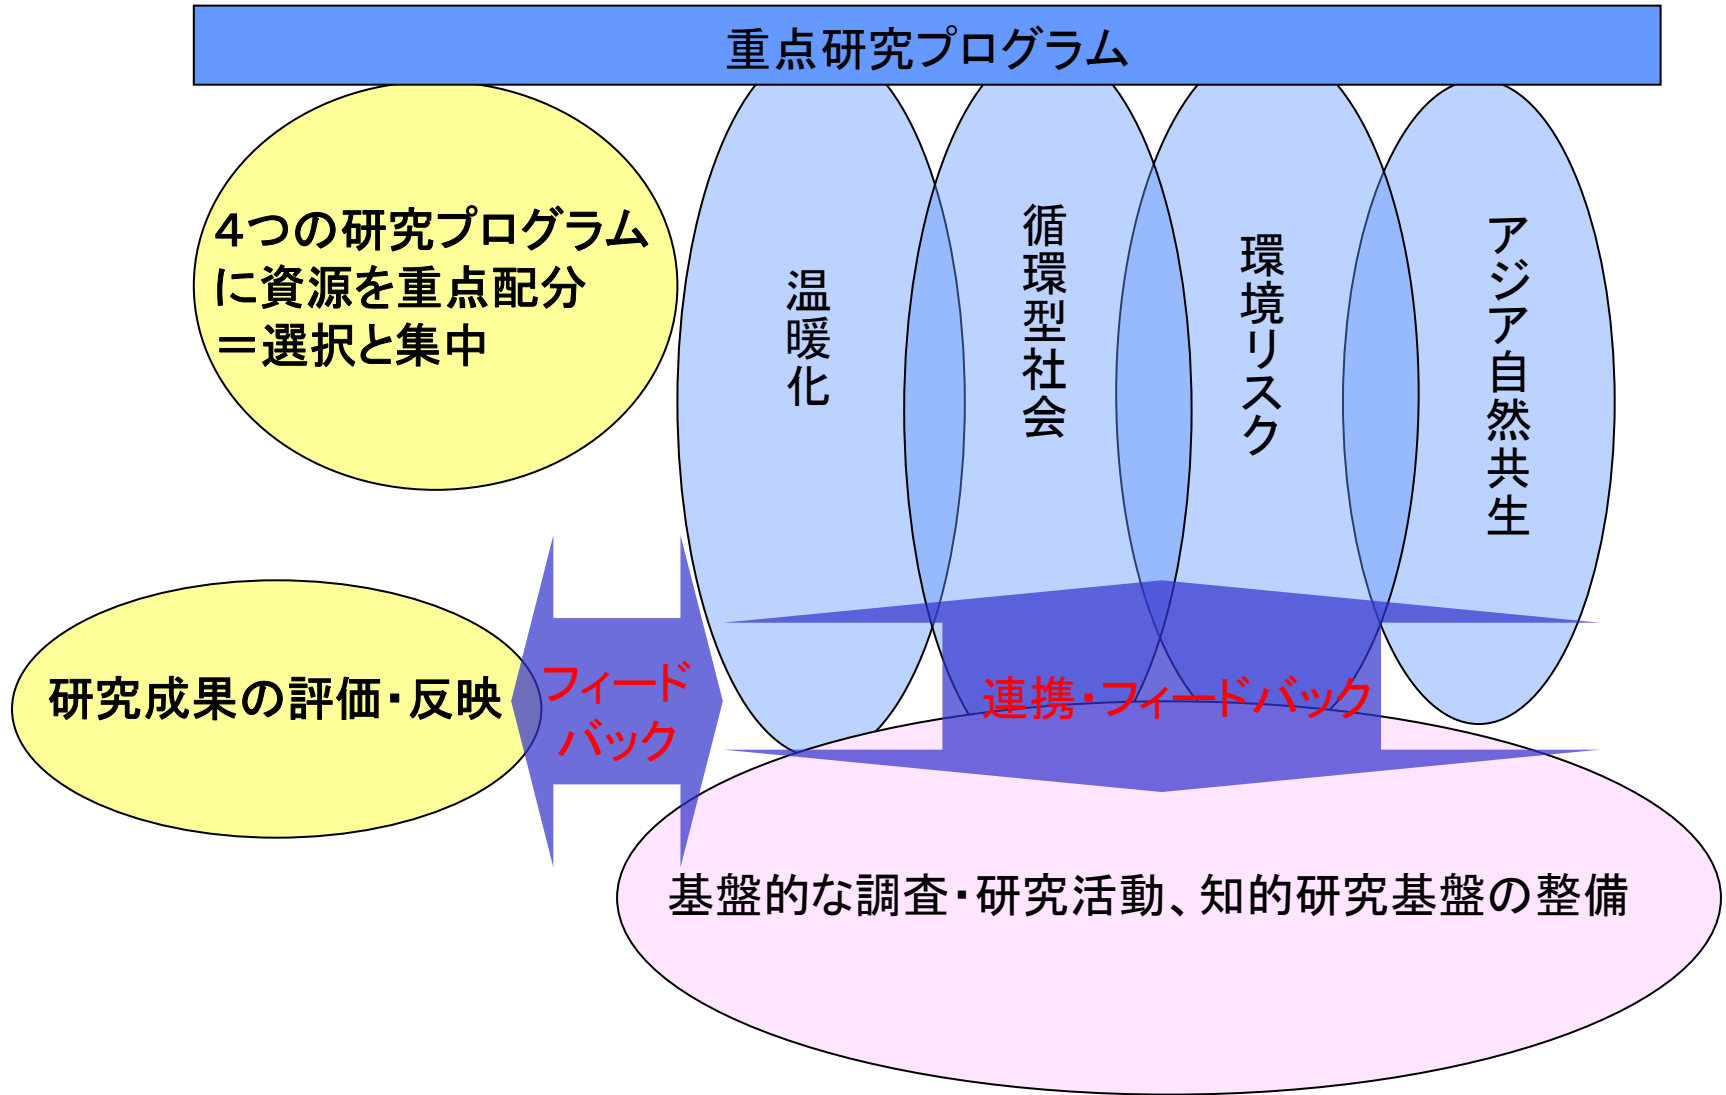 重点研究プログラム
４つの研究プログラム
に資源を重点配分
＝選択と集中
温暖化
循環型社会
環境リスク
アジア自然共生
研究成果の評価・反映
フィード
バック
連携・フィードバック
基盤的な調査・研究活動、知的研究基盤の整備